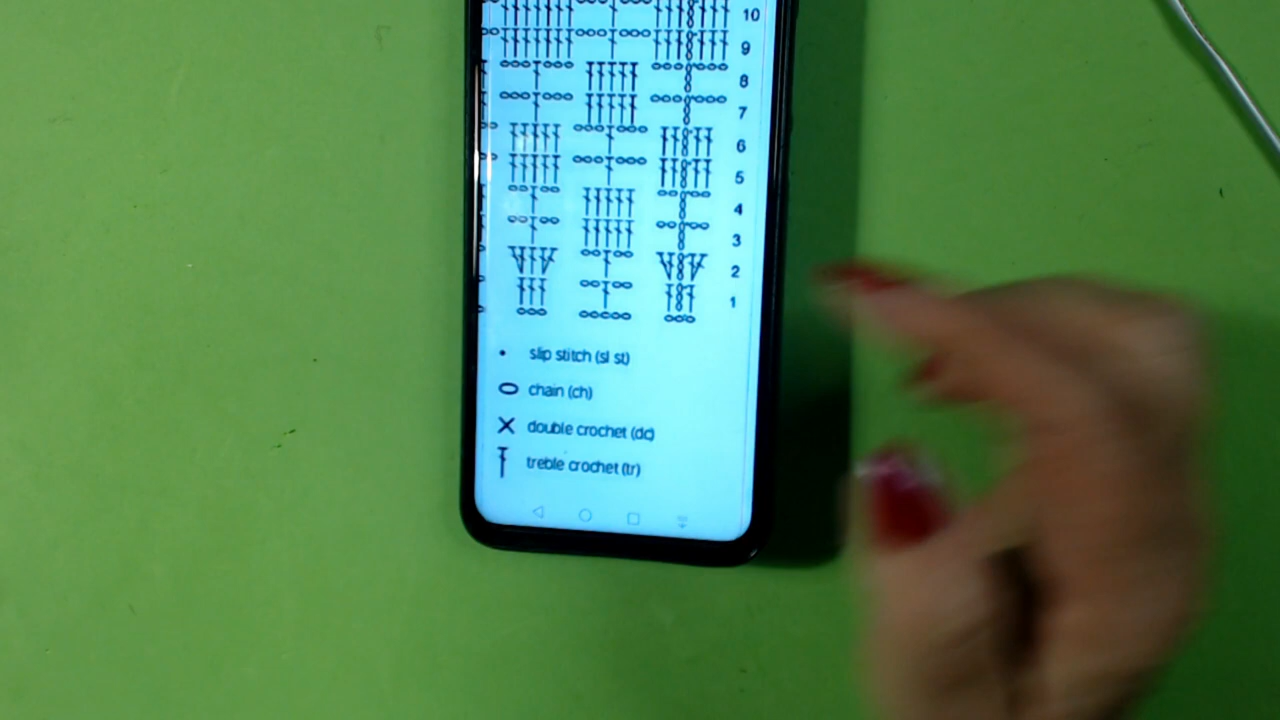 10
9
8
7
6
5
4
3
2
1
slip stitch (sl st)
chain (ch)
double crochet (dc)
treble crochet (tr)